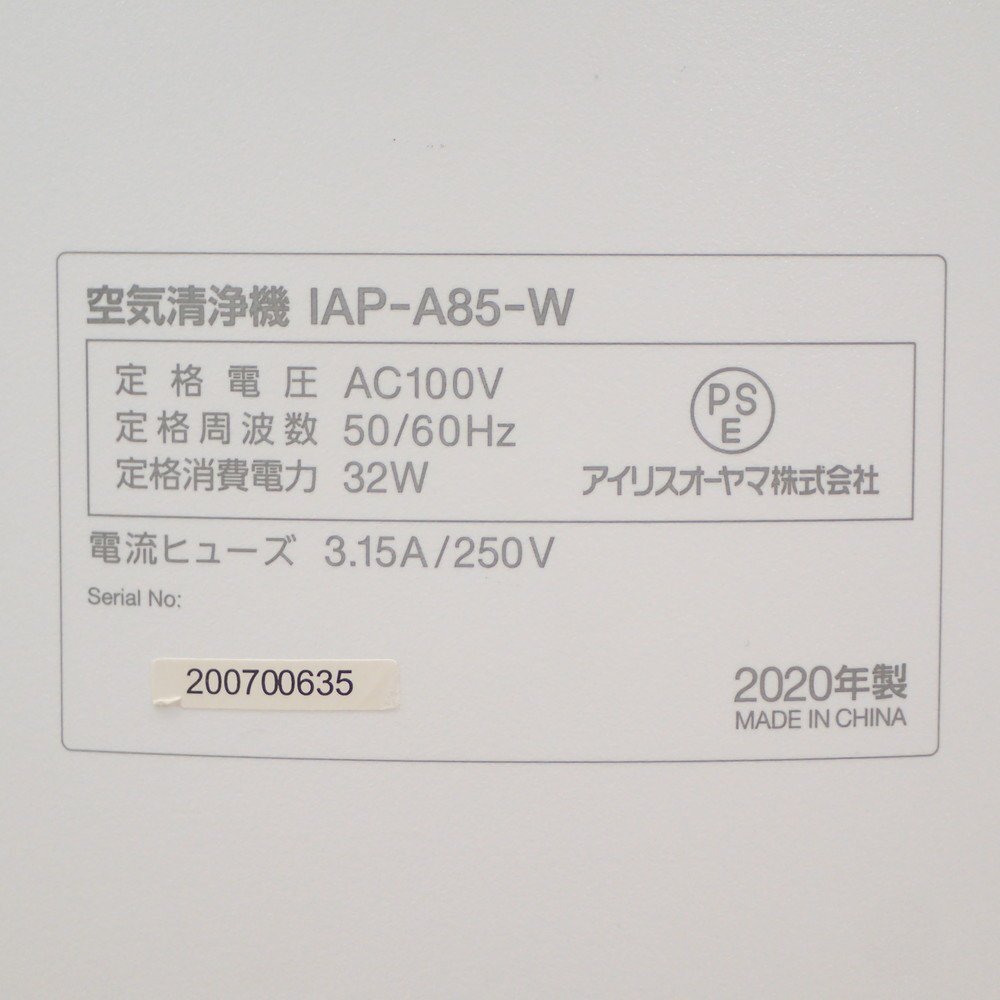 空気清浄機 IAP-A85-W
定格電圧 AC100V
定格周波数 50/60Hz
定格消費電力 32W
PS
E
アイリスオーヤマ株式会社
電流ヒューズ 3.15A/250V
Serial No:
200700635
2020年製
MADE IN CHINA